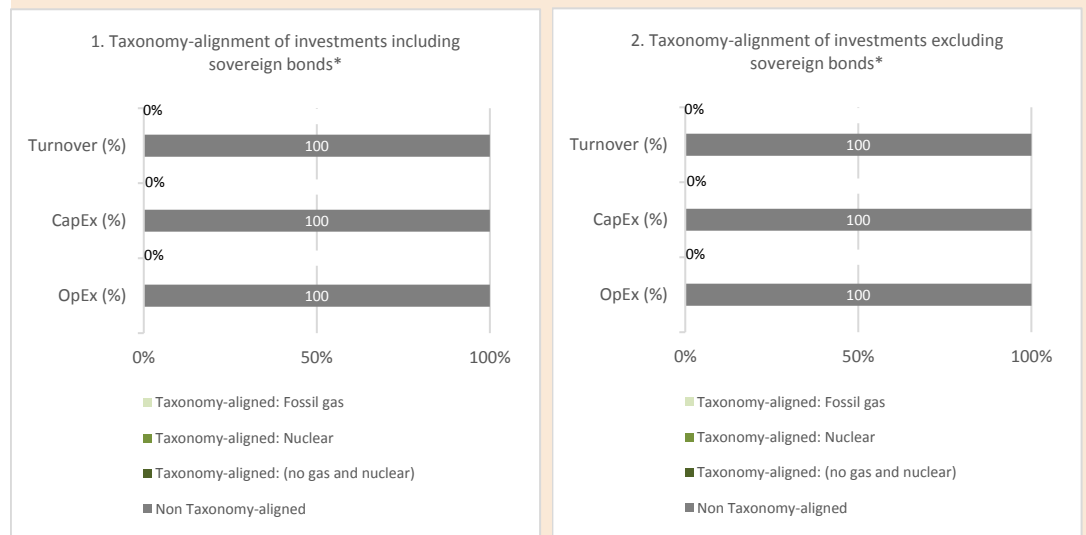 1. Taxonomy-alignment of investments including
sovereign bonds*
0%
Turnover (%)
100
0%
CapEx (%)
100
0%
OpEx (%)
100
0%
50%
100%
Taxonomy-aligned: Fossil gas
Taxonomy-aligned: Nuclear
Taxonomy-aligned: (no gas and nuclear)
Non Taxonomy-aligned
2. Taxonomy-alignment of investments excluding
sovereign bonds*
0%
Turnover (%)
100
0%
CapEx (%)
100
0%
OpEx (%)
100
0%
50%
100%
Taxonomy-aligned: Fossil gas
Taxonomy-aligned: Nuclear
Taxonomy-aligned: (no gas and nuclear)
Non Taxonomy-aligned